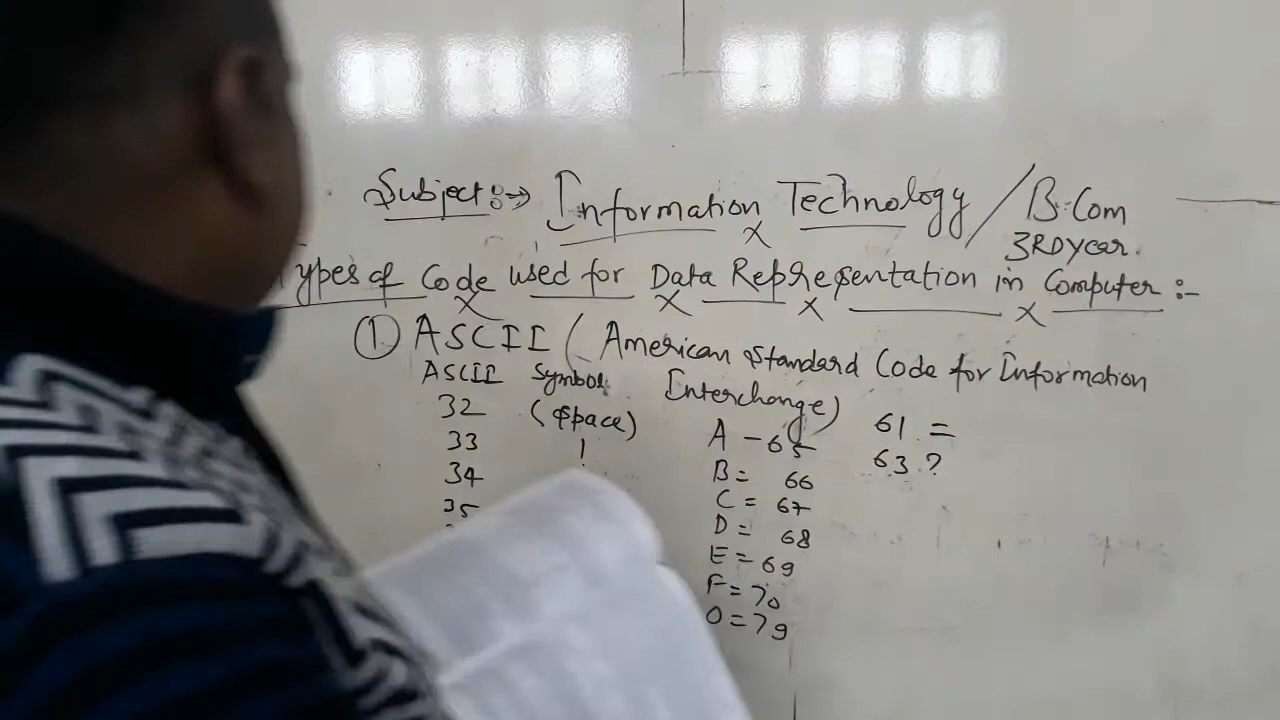 Subject:→ Information Technology / B.Com
3RD Year.
Types of Code used for Data Representation in Computer :-
① ASCII ( American Standard Code for Information
Interchange)
ASCII Symbol
32 (space)
33 !
34
35
A - 65
B = 66
C = 67
D = 68
E = 69
F = 70
O = 79
61 =
63 ?